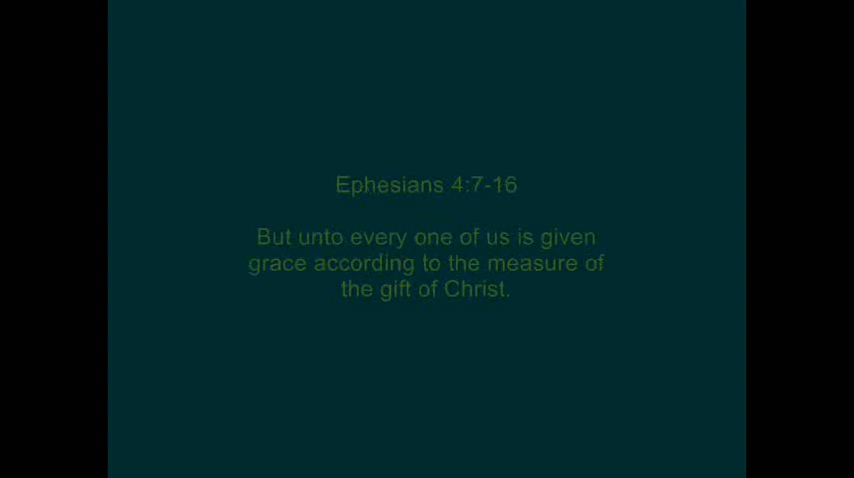 Ephesians 4:7-16
But unto every one of us is given
grace according to the measure of
the gift of Christ.